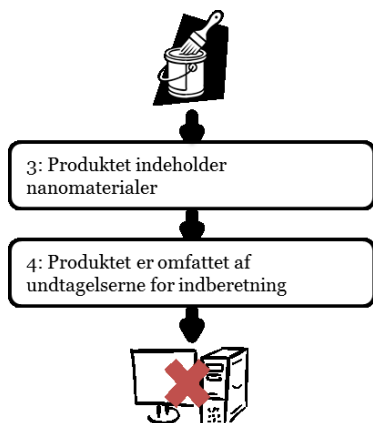 3: Produktet indeholder
nanomaterialer
4: Produktet er omfattet af
undtagelserne for indberetning